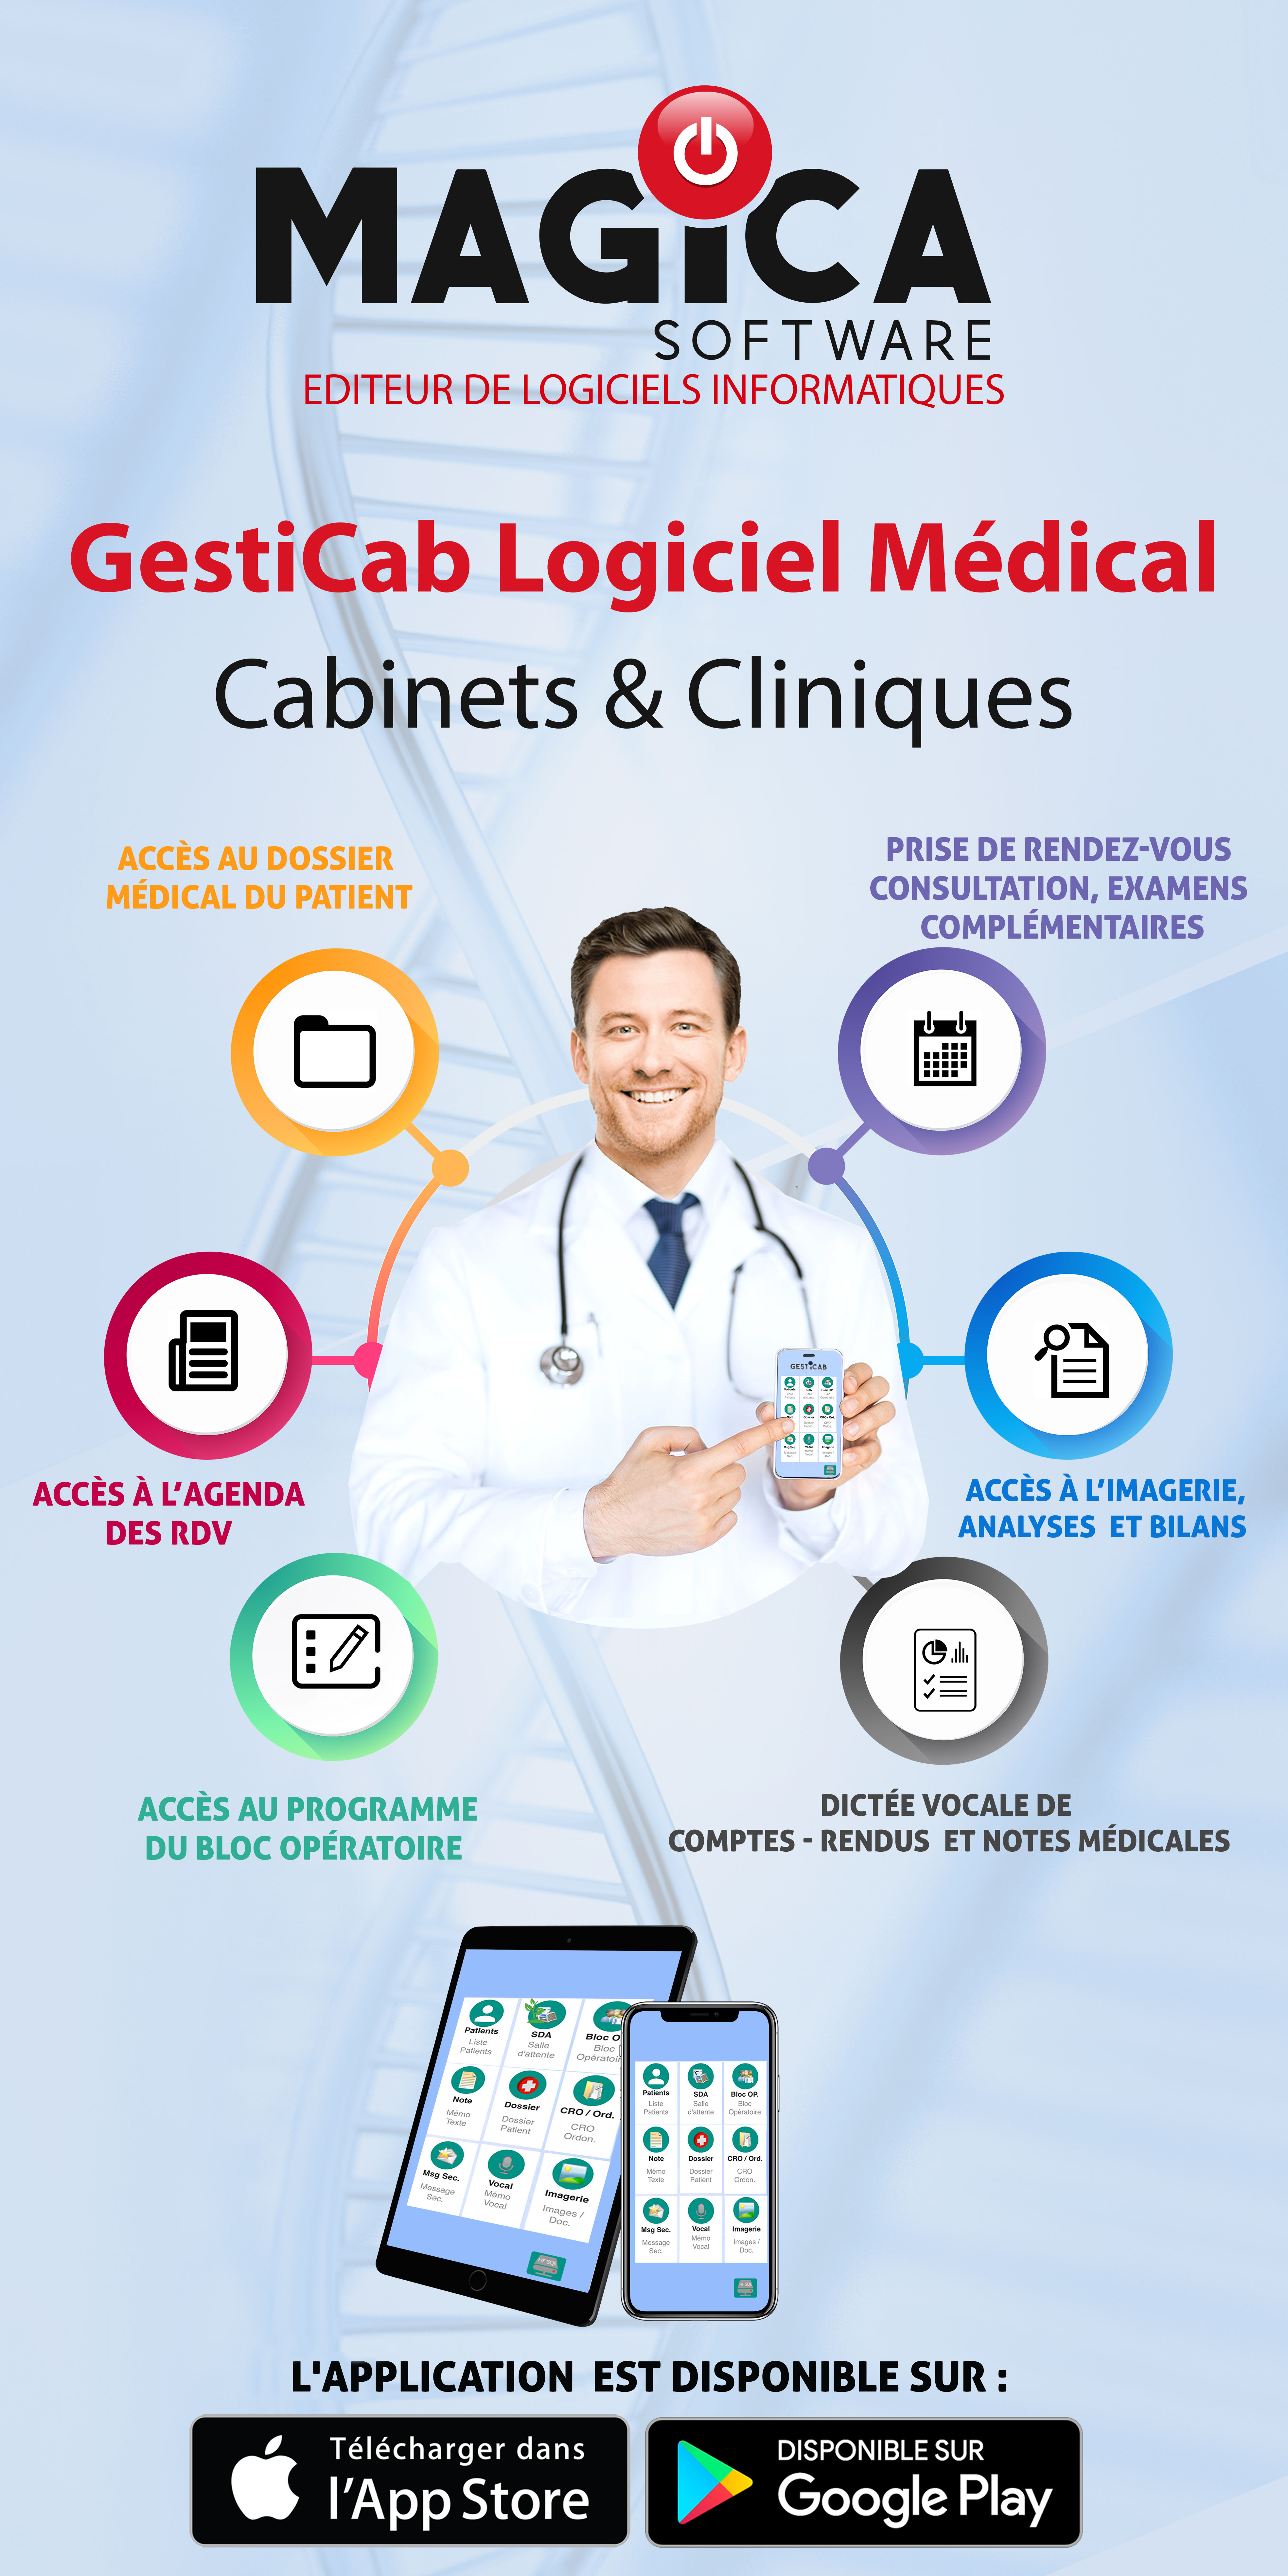 MAGICA
SOFTWARE
EDITEUR DE LOGICIELS INFORMATIQUES
GestiCab Logiciel Médical
Cabinets & Cliniques
ACCÈS AU DOSSIER
MÉDICAL DU PATIENT
PRISE DE RENDEZ-VOUS
CONSULTATION, EXAMENS
COMPLÉMENTAIRES
GESTICAB
ACCÈS À L'AGENDA
DES RDV
ACCÈS À L'IMAGERIE,
ANALYSES ET BILANS
ACCÈS AU PROGRAMME
DU BLOC OPÉRATOIRE
DICTÉE VOCALE DE
COMPTES - RENDUS ET NOTES MÉDICALES
Patients SDA Bloc O
Liste Salle Bloc
Patients d'attente Opératoi
Note Dossier CRO / Ord.
Mémo Dossier CRO
Texte Patient Ordon.
Msg Sec. Vocal Imagerie
Message Mémo Images /
Sec. Vocal Doc.
HF SQL
Patients SDA Bloc OP.
Liste Salle Bloc
Patients d'attente Opératoire
Note Dossier CRO / Ord.
Mémo Dossier CRO
Texte Patient Ordon.
Msg Sec. Vocal Imagerie
Message Mémo Images /
Sec. Vocal Doc.
L'APPLICATION EST DISPONIBLE SUR :
Télécharger dans
l'App Store
DISPONIBLE SUR
Google Play